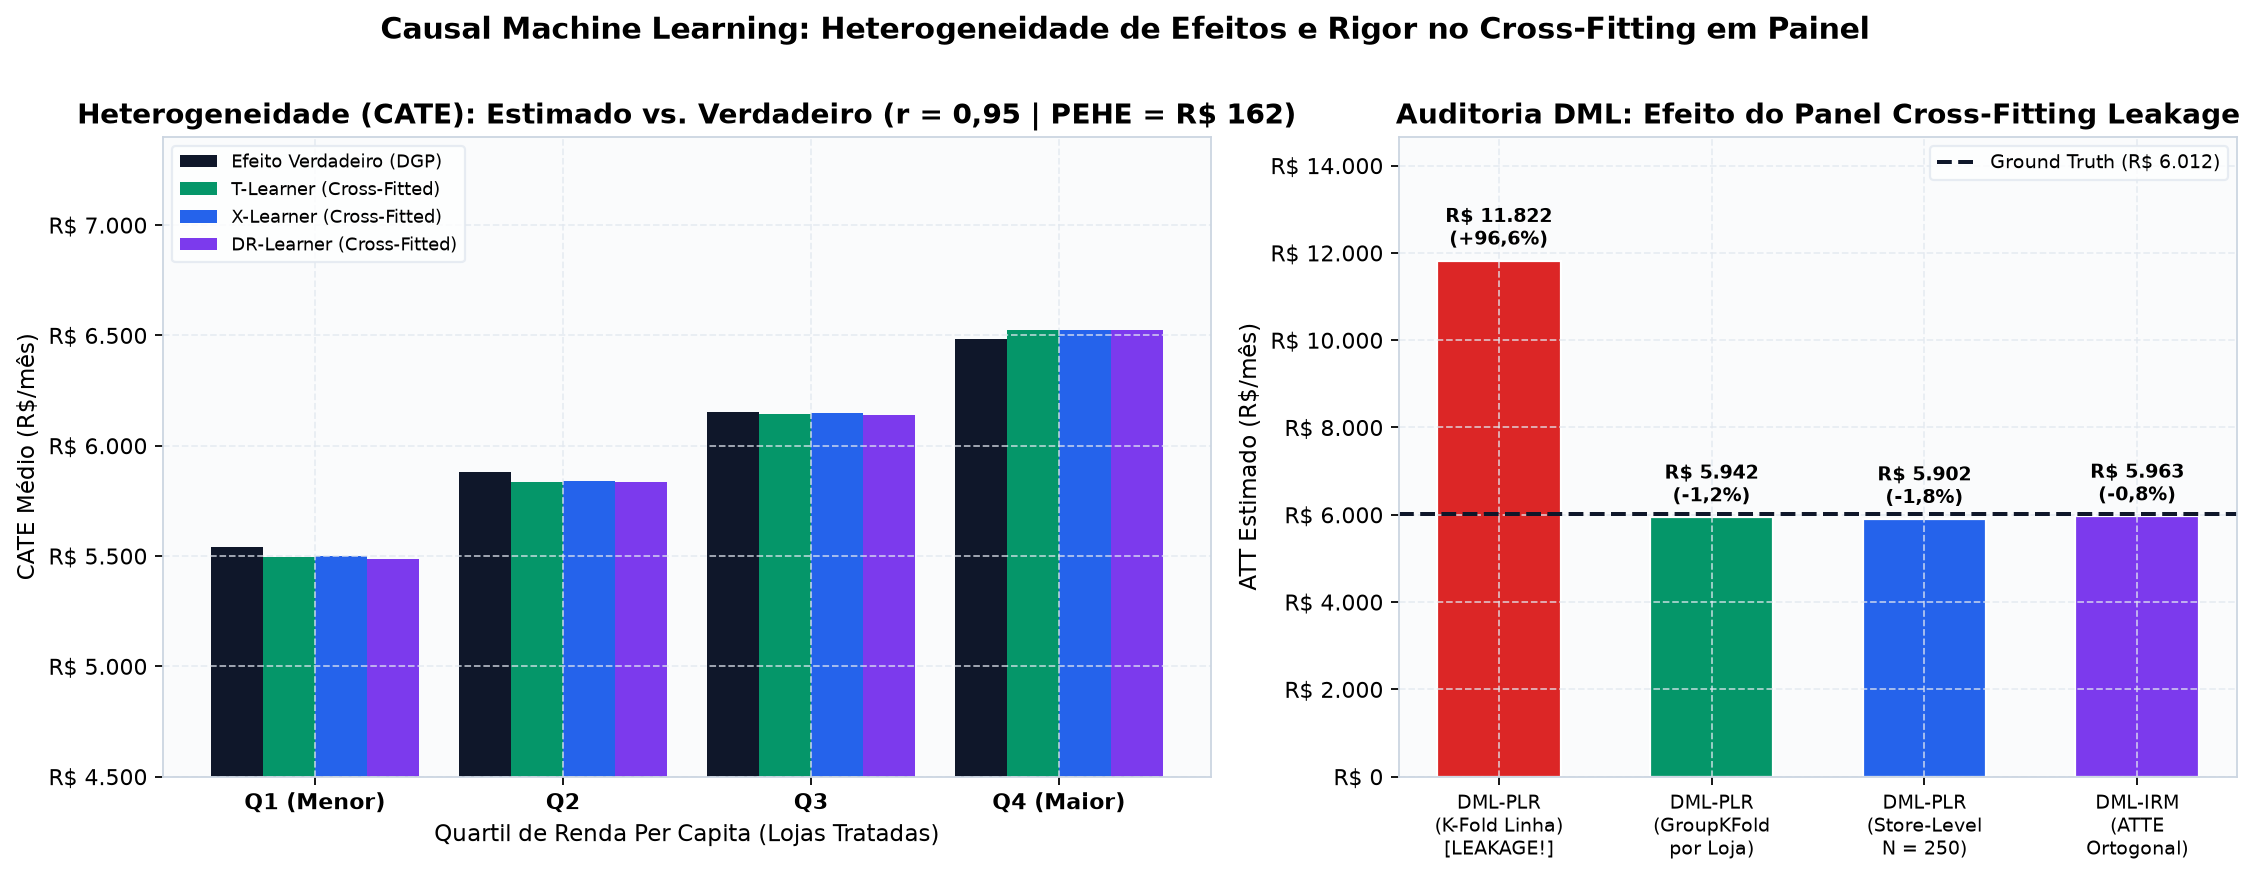 Causal Machine Learning: Heterogeneidade de Efeitos e Rigor no Cross-Fitting em Painel
Heterogeneidade (CATE): Estimado vs. Verdadeiro (r = 0,95 | PEHE = R$ 162)
Efeito Verdadeiro (DGP)
T-Learner (Cross-Fitted)
X-Learner (Cross-Fitted)
DR-Learner (Cross-Fitted)
CATE Médio (R$/mês)
R$ 7.000
R$ 6.500
R$ 6.000
R$ 5.500
R$ 5.000
R$ 4.500
Q1 (Menor)
Q2
Q3
Q4 (Maior)
Quartil de Renda Per Capita (Lojas Tratadas)
Auditoria DML: Efeito do Panel Cross-Fitting Leakage
Ground Truth (R$ 6.012)
ATT Estimado (R$/mês)
R$ 14.000
R$ 12.000
R$ 10.000
R$ 8.000
R$ 6.000
R$ 4.000
R$ 2.000
R$ 0
R$ 11.822
(+96,6%)
R$ 5.942
(-1,2%)
R$ 5.902
(-1,8%)
R$ 5.963
(-0,8%)
DML-PLR
(K-Fold Linha)
[LEAKAGE!]
DML-PLR
(GroupKFold
por Loja)
DML-PLR
(Store-Level
N = 250)
DML-IRM
(ATTE
Ortogonal)